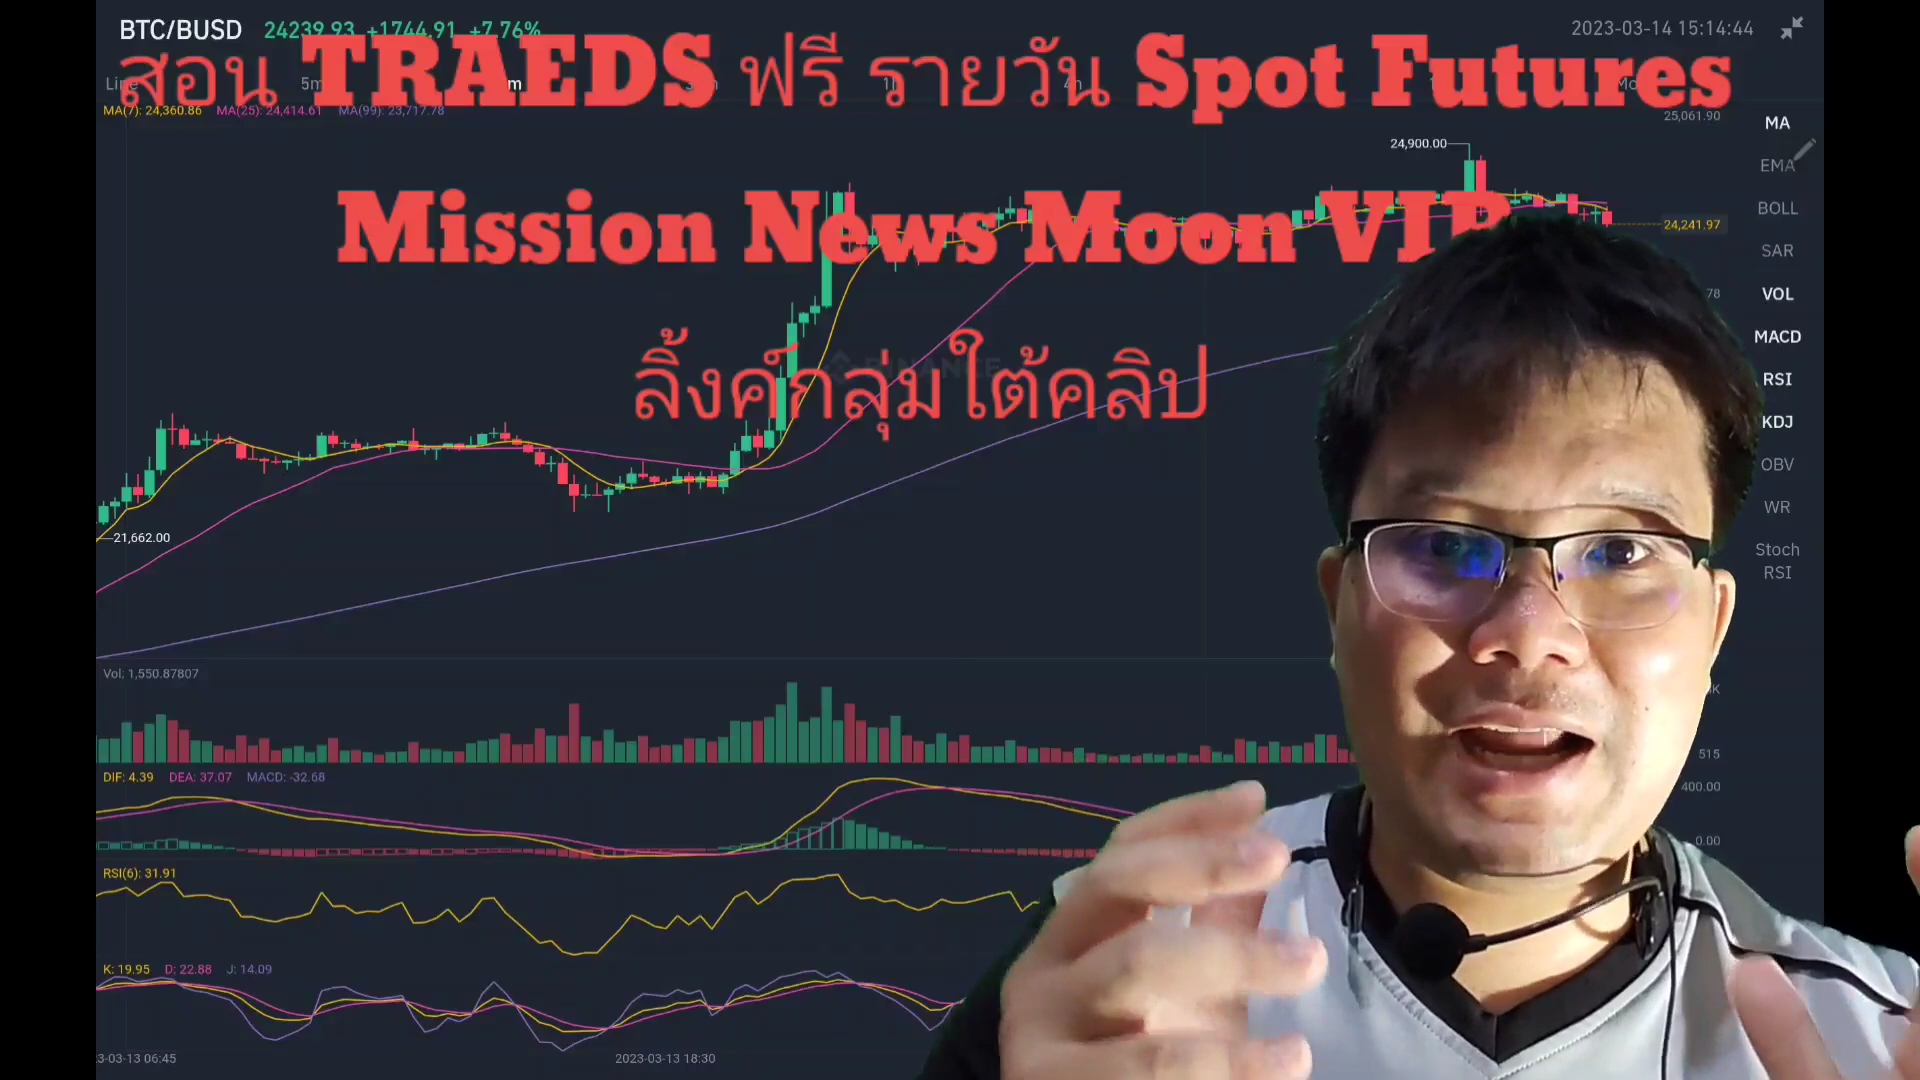 BTC/BUSD 24239.93 +1744.91 +7.76% 2023-03-14 15:14:44
สอน TRAEDS ฟรี รายวัน Spot Futures
MA(7): 24,360.86 MA(25): 24,414.61 MA(99): 23,717.78
25,061.90
MA
24,900.00
EMA
BOLL
Mission News Moon VIP
24,241.97
SAR
78
VOL
MACD
ลิ้งค์กลุ่มใต้คลิป
RSI
KDJ
OBV
WR
21,662.00
Stoch
RSI
Vol: 1,550.87807
515
DIF: 4.39 DEA: 37.07 MACD: -32.68
400.00
0.00
RSI(6): 31.91
K: 19.95 D: 22.88 J: 14.09
3-03-13 06:45 2023-03-13 18:30